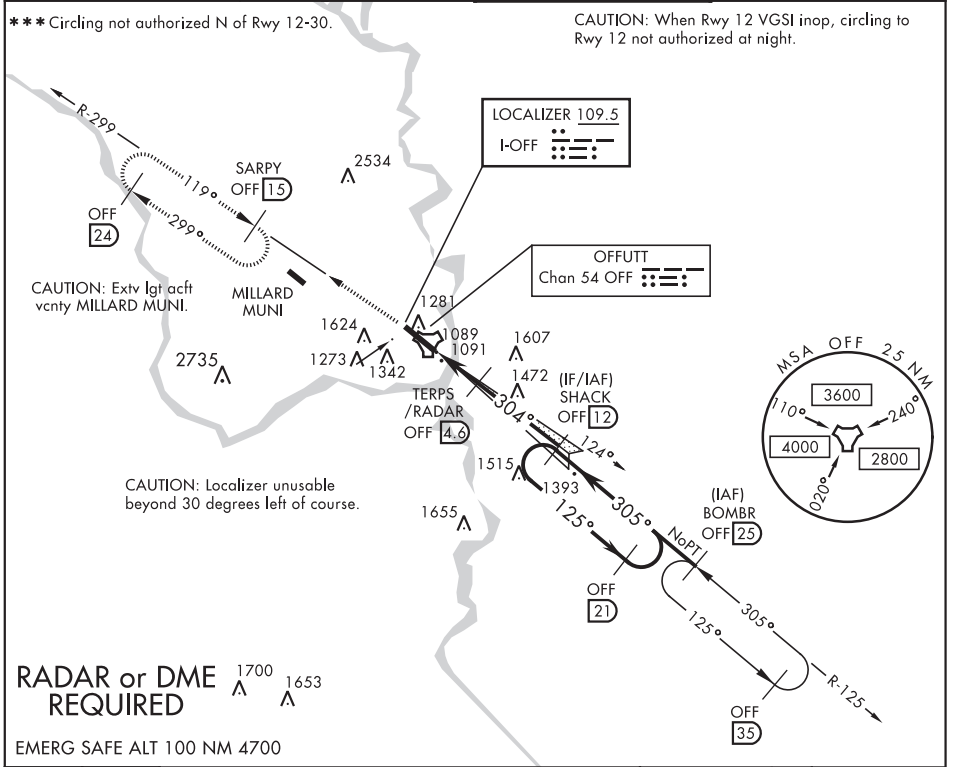 *** Circling not authorized N of Rwy 12-30.
CAUTION: When Rwy 12 VGSI inop, circling to
Rwy 12 not authorized at night.
R-299
LOCALIZER 109.5
I-OFF
2534
SARPY
OFF 15
119°
299°
OFF
24
OFFUTT
Chan 54 OFF
CAUTION: Extv lgt acft
vcnty MILLARD MUNI.
MILLARD
MUNI
1281
1624
1089
1091
1607
1273
1342
2735
1472
TERPS
/RADAR
OFF 4.6
304°
(IF/IAF)
SHACK
OFF 12
124°
MSA OFF 25 NM
3600
110°
240°
4000
2800
020°
CAUTION: Localizer unusable
beyond 30 degrees left of course.
1515
1393
1655
125°
305°
(IAF)
BOMBR
OFF 25
NoPT
OFF
21
305°
125°
R-125
OFF
35
RADAR or DME
REQUIRED
1700
1653
EMERG SAFE ALT 100 NM 4700